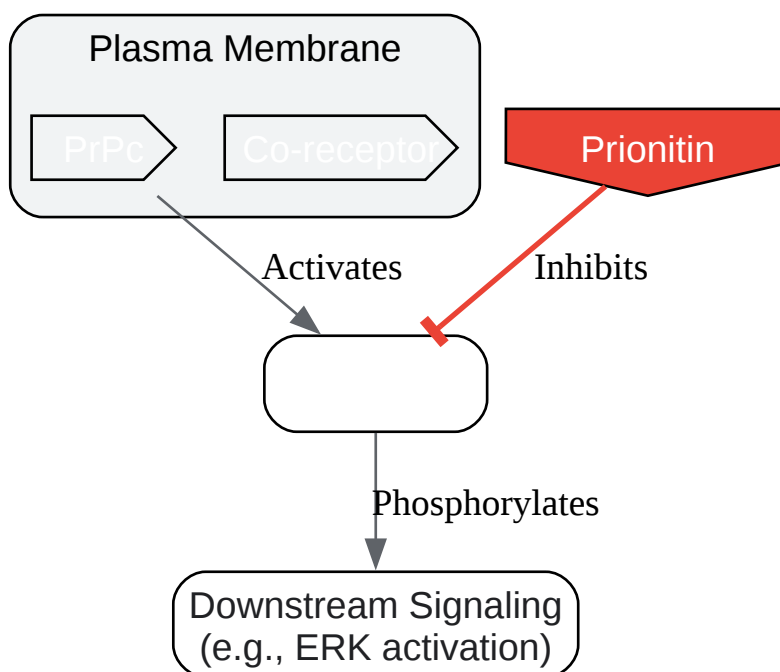 Plasma Membrane
PrPc
Co-receptor
Prionitin
Activates
Inhibits
Phosphorylates
Downstream Signaling
(e.g., ERK activation)